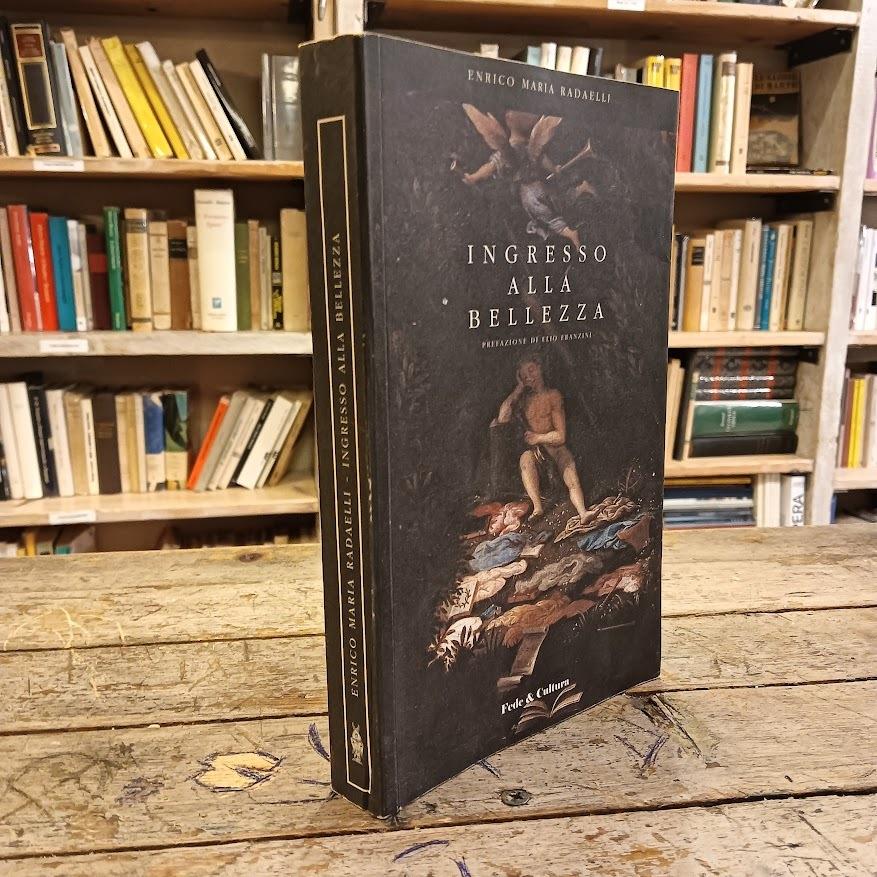 ENRICO MARIA RADAELLI
INGRESSO
ALLA
BELLEZZA
PREFAZIONE DI ELIO FRANZINI
Fede & Cultura
ENRICO MARIA RADAELLI - INGRESSO ALLA BELLEZZA